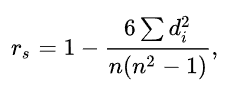 r_s = 1 - \frac{6 \sum d_i^2}{n(n^2 - 1)},